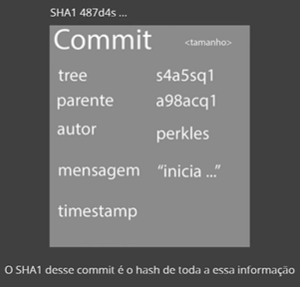 SHA1 487d4s ...
Commit <tamanho>
tree s4a5sq1
parente a98acq1
autor perkles
mensagem “inicia ...”
timestamp
O SHA1 desse commit é o hash de toda a essa informação